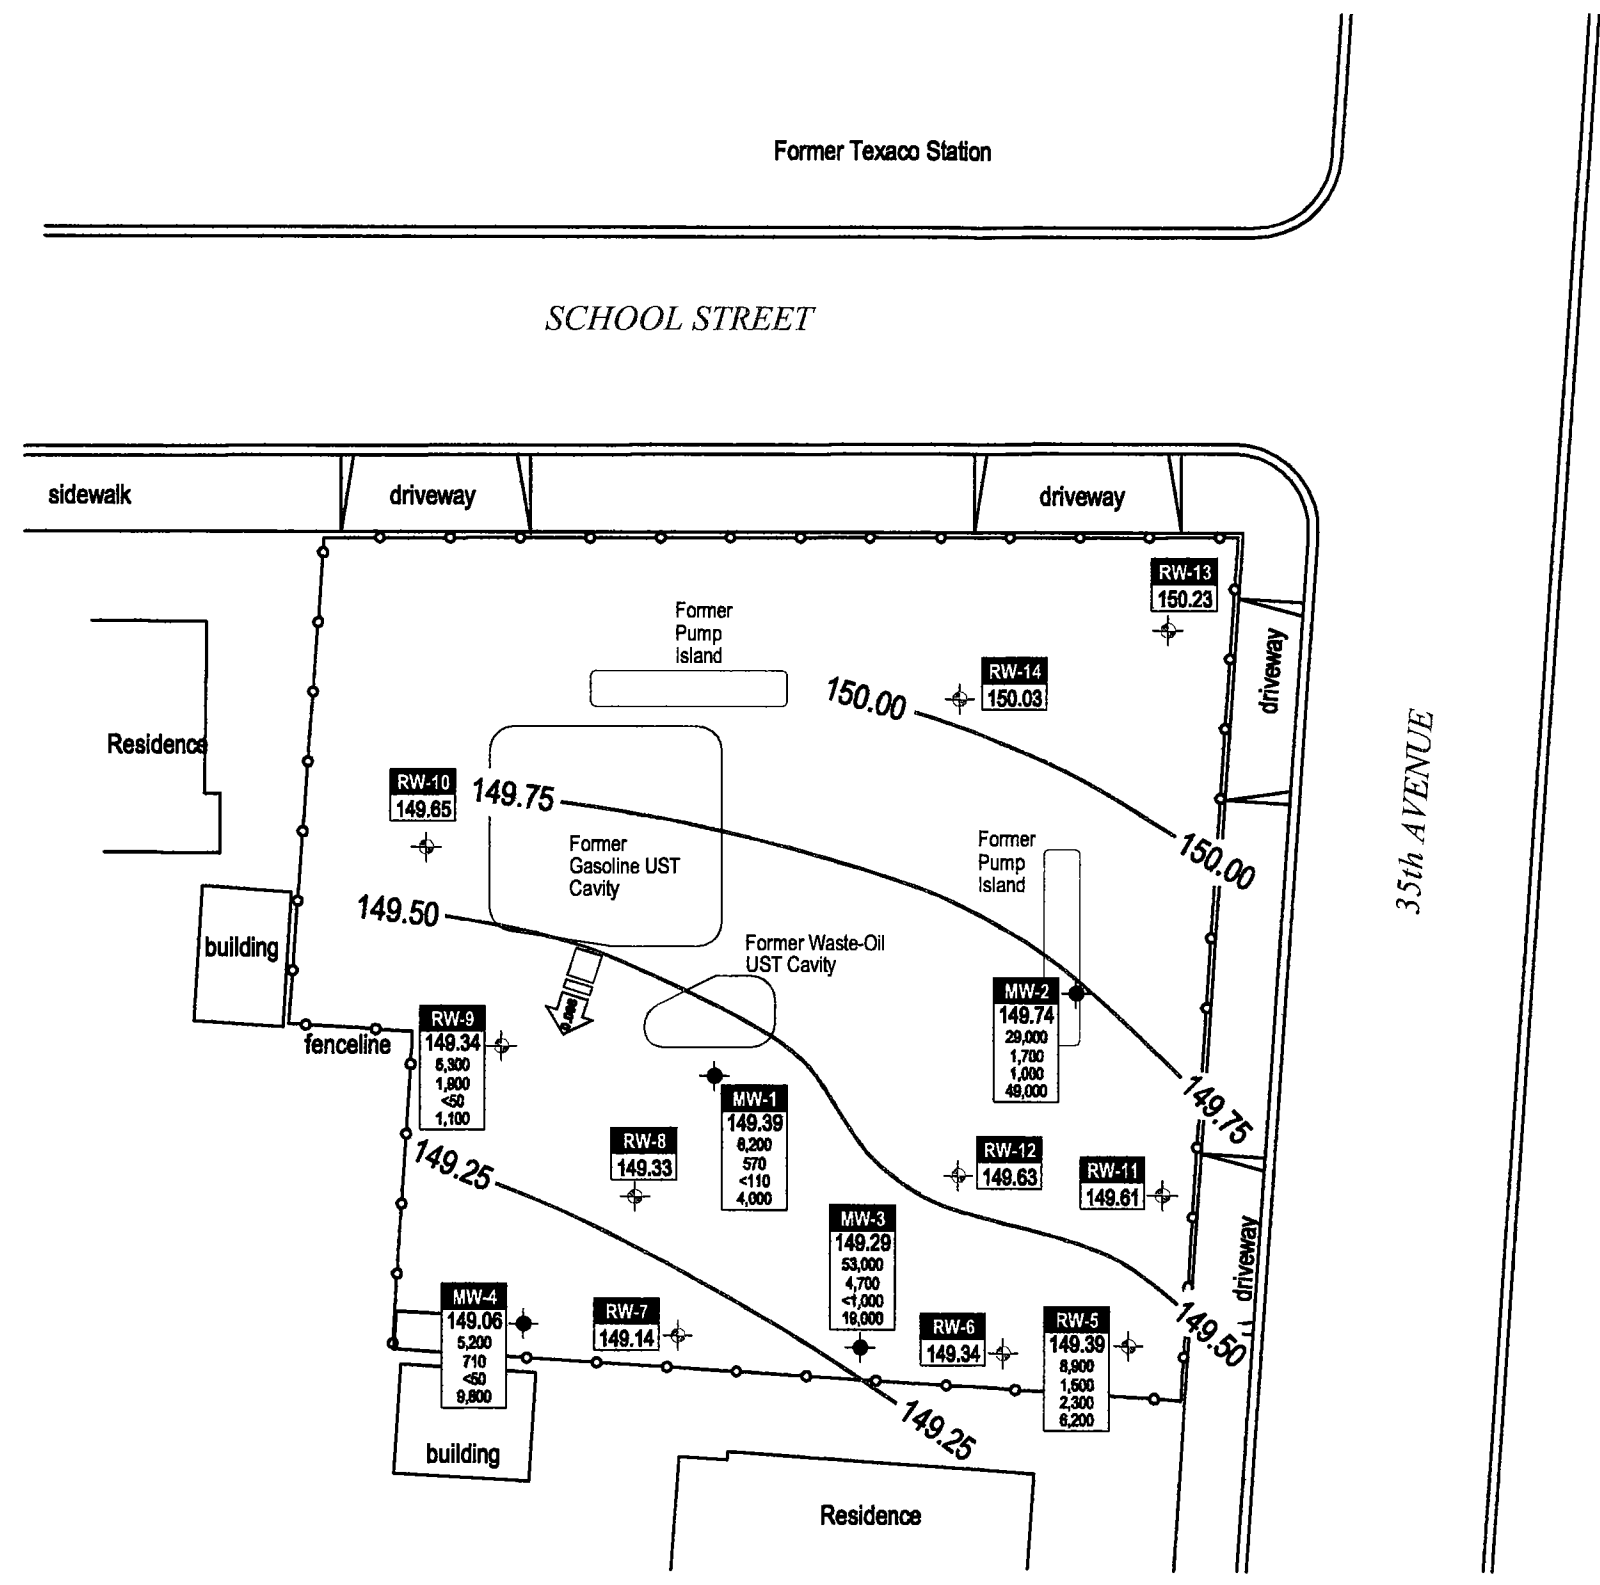 Former Texaco Station
SCHOOL STREET
sidewalk
driveway
driveway
RW-13
150.23
driveway
Former
Pump
Island
RW-14
150.03
150.00
150.00
35th AVENUE
Residence
RW-10
149.65
149.75
Former
Gasoline UST
Cavity
Former
Pump
Island
149.50
building
Former Waste-Oil
UST Cavity
MW-2
149.74
29,000
1,700
1,000
49,000
149.75
RW-9
149.34
5,300
1,900
<50
1,100
fenceline
MW-1
149.39
8,200
570
<110
4,000
RW-8
149.33
RW-12
149.63
RW-11
149.61
149.25
MW-3
149.29
53,000
4,700
<1,000
19,000
driveway
149.50
MW-4
149.06
5,200
710
<50
9,800
RW-7
149.14
RW-6
149.34
RW-5
149.39
8,900
1,500
2,300
6,200
149.25
building
Residence